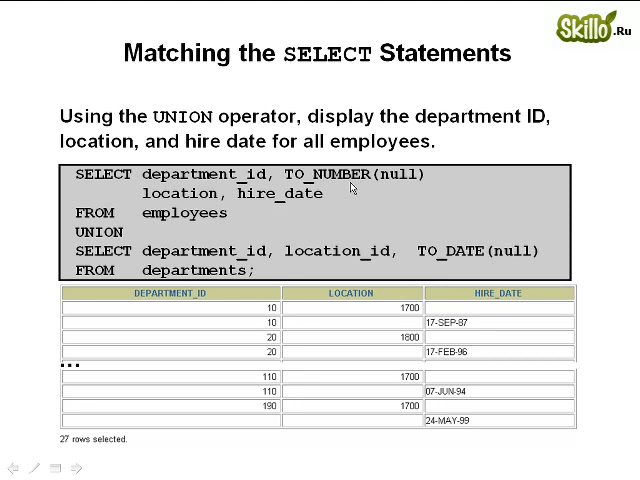 Skillo.Ru
Matching the SELECT Statements
Using the UNION operator, display the department ID,
location, and hire date for all employees.
SELECT department_id, TO_NUMBER(null)
location, hire_date
FROM employees
UNION
SELECT department_id, location_id, TO_DATE(null)
FROM departments;
DEPARTMENT_ID LOCATION HIRE_DATE
10 1700
10 17-SEP-87
20 1800
20 17-FEB-96
...
110 1700
110 07-JUN-94
190 1700
24-MAY-99
27 rows selected.